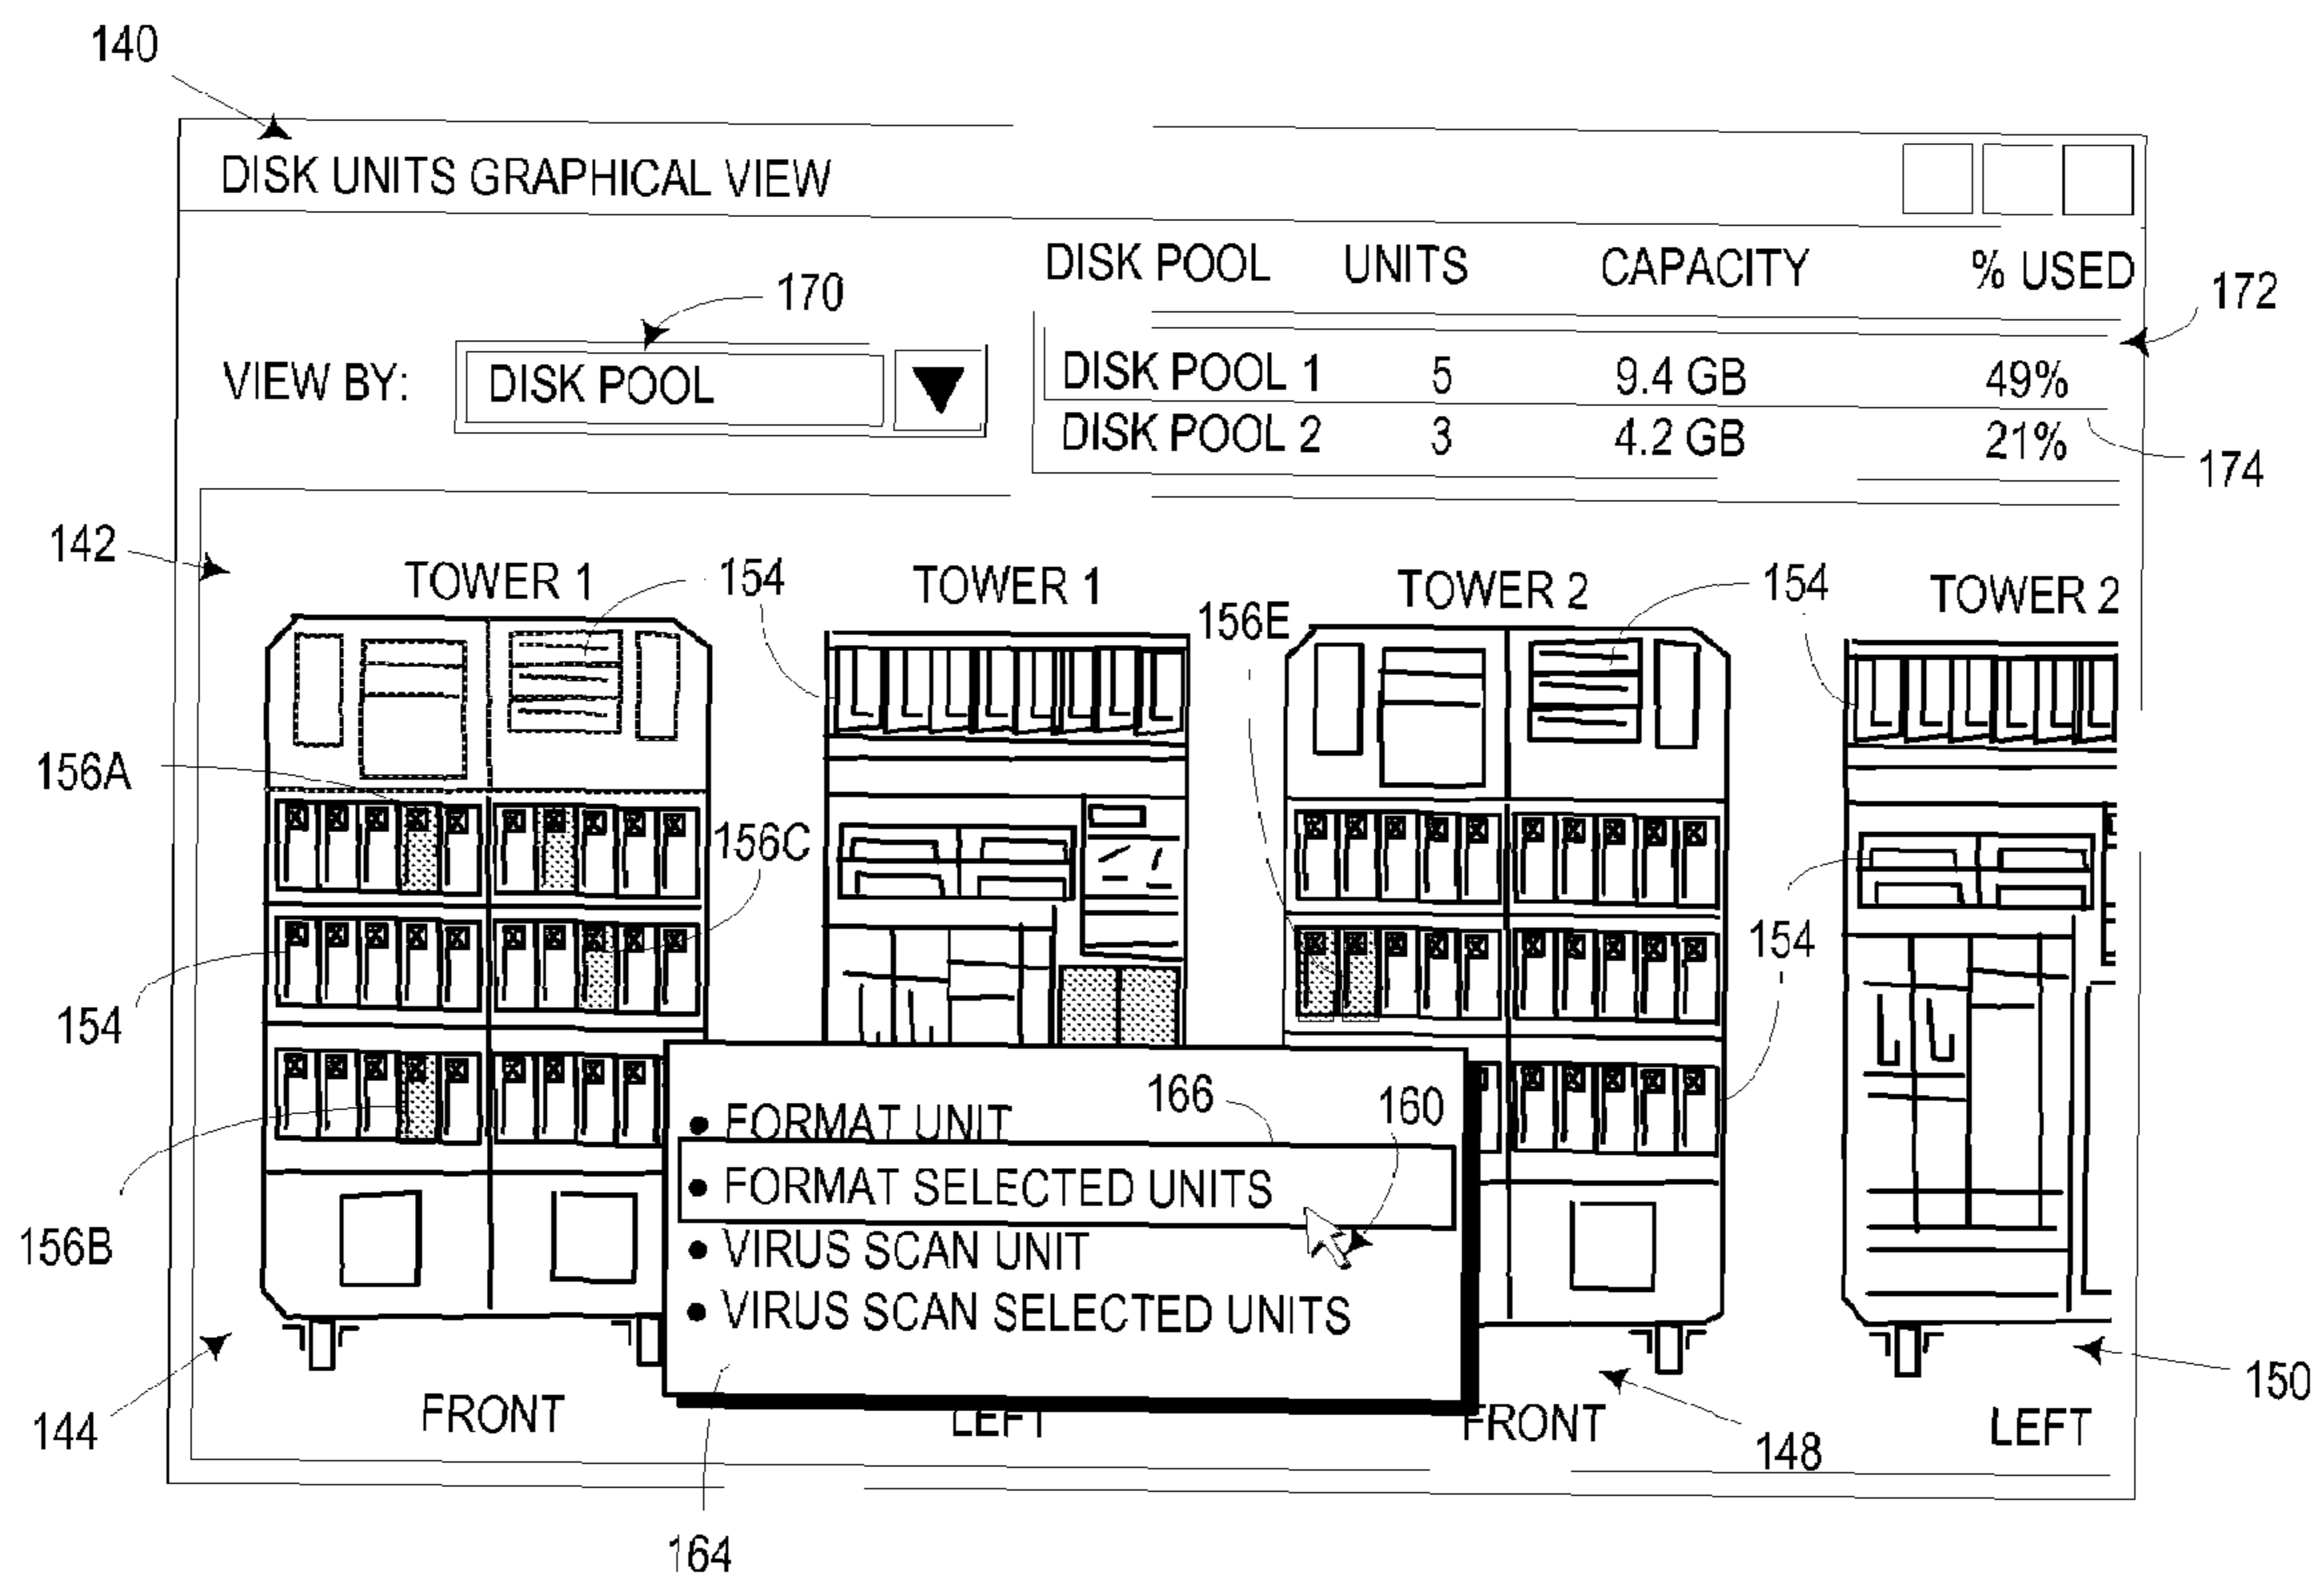 140
DISK UNITS GRAPHICAL VIEW
DISK POOL UNITS CAPACITY % USED
170
172
VIEW BY: DISK POOL
DISK POOL 1 5 9.4 GB 49%
DISK POOL 2 3 4.2 GB 21%
174
142
TOWER 1 154 TOWER 1 156E TOWER 2 154 TOWER 2
156A
156C
154
154
156B
166 160
• FORMAT UNIT
• FORMAT SELECTED UNITS
• VIRUS SCAN UNIT
• VIRUS SCAN SELECTED UNITS
144
FRONT LEFT FRONT LEFT
148
150
164